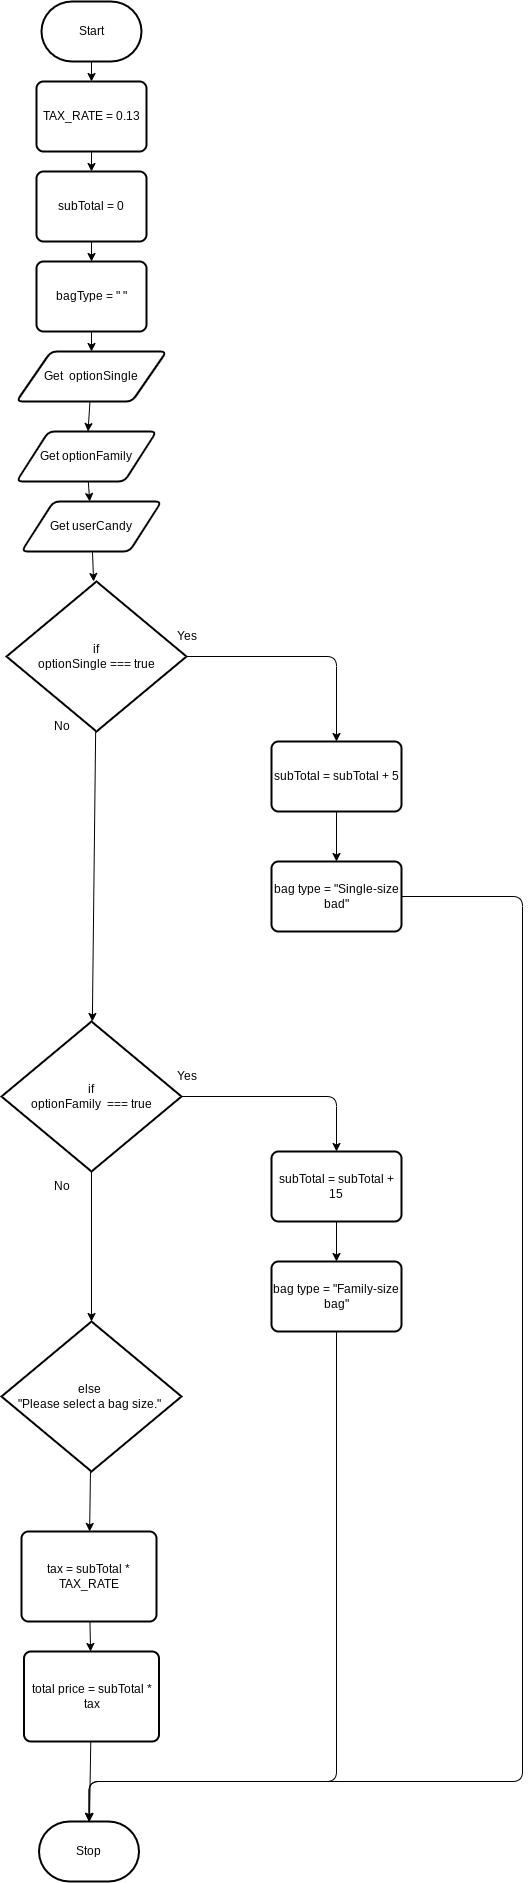 Start
TAX_RATE = 0.13
subTotal = 0
bagType = " "
Get  optionSingle
Get optionFamily
Get userCandy
if
optionSingle === true
Yes
No
subTotal = subTotal + 5
bag type = "Single-size
bad"
if
optionFamily  === true
Yes
No
subTotal = subTotal +
15
bag type = "Family-size
bag"
else
"Please select a bag size."
tax = subTotal *
TAX_RATE
total price = subTotal *
tax
Stop